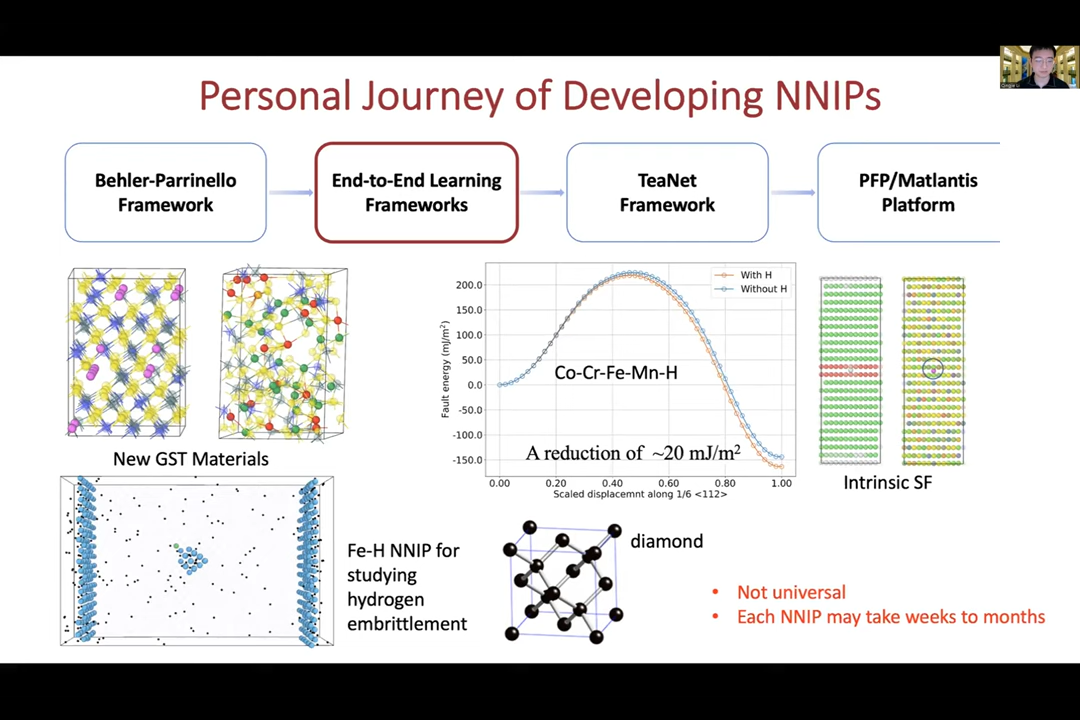 Personal Journey of Developing NNIPs
Behler-Parrinello
Framework
End-to-End Learning
Frameworks
TeaNet
Framework
PFP/Matlantis
Platform
New GST Materials
Fault energy (mJ/m²)
200.0
150.0
100.0
50.0
0.0
-50.0
-100.0
-150.0
With H
Without H
Co-Cr-Fe-Mn-H
A reduction of ~20 mJ/m²
0.00 0.20 0.40 0.60 0.80 1.00
Scaled displacemnt along 1/6 <112>
Intrinsic SF
Fe-H NNIP for
studying
hydrogen
embrittlement
diamond
• Not universal
• Each NNIP may take weeks to months